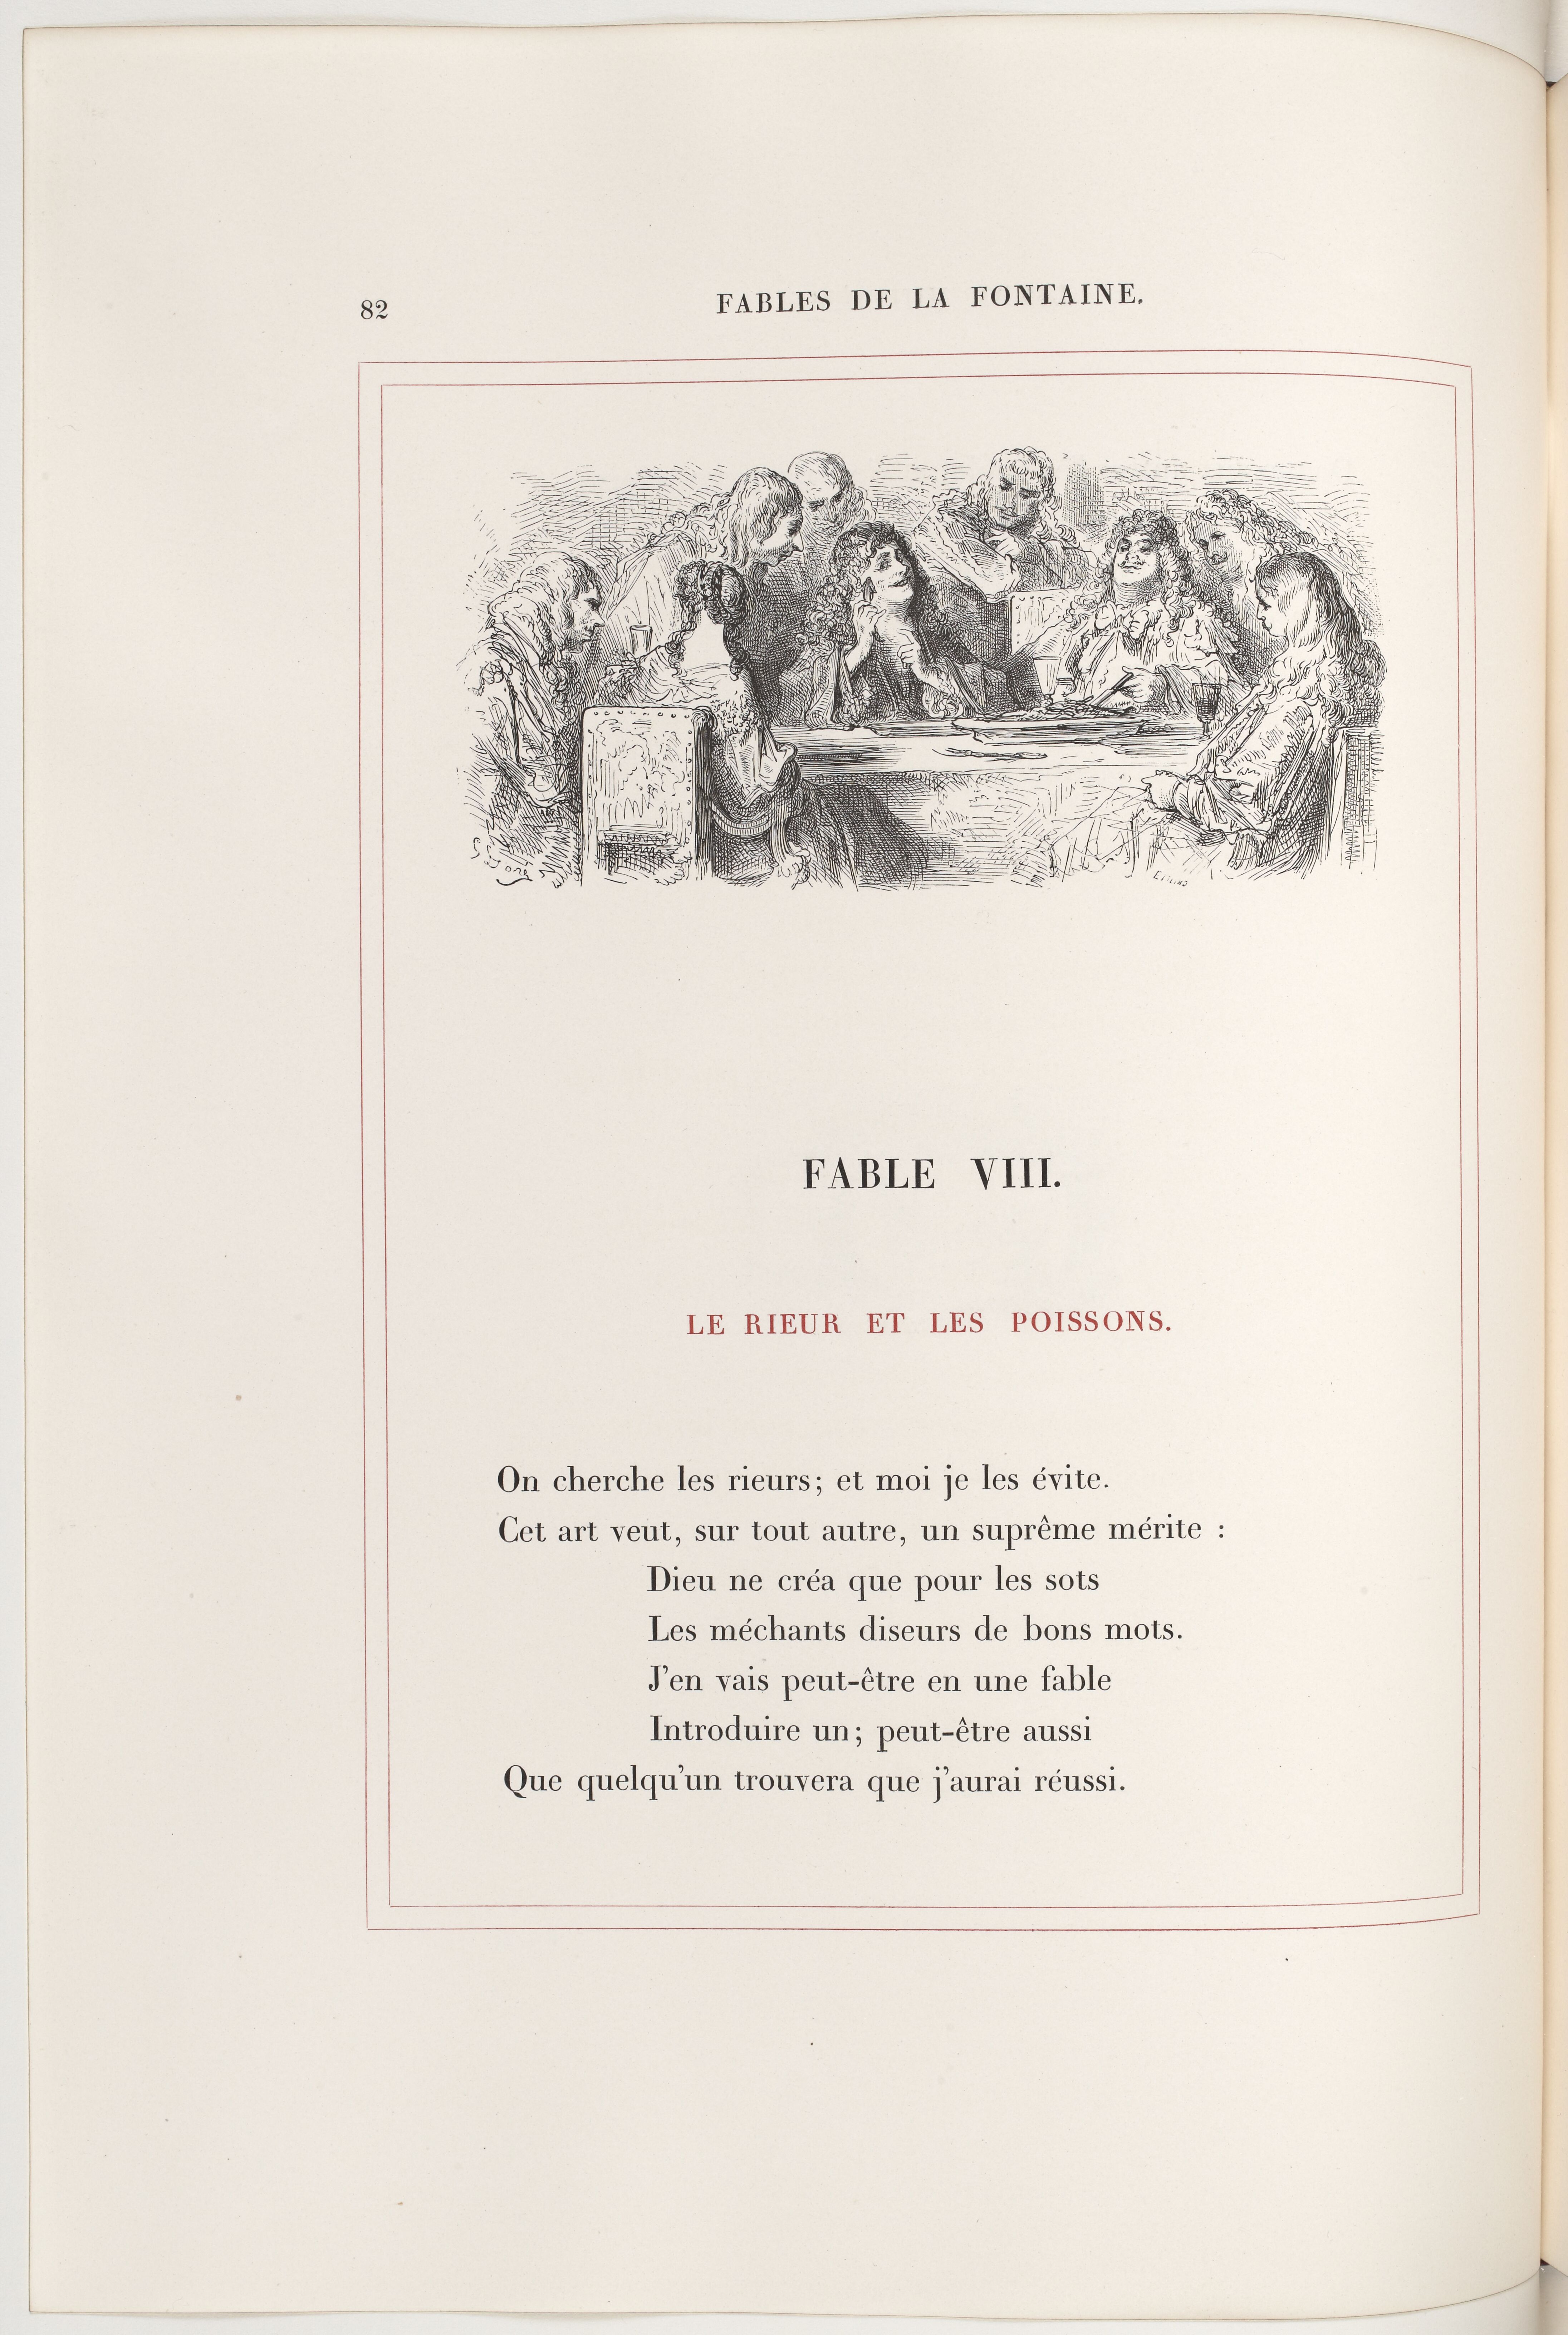 82
FABLES DE LA FONTAINE.
G Doré
FABLE VIII.
LE RIEUR ET LES POISSONS.
On cherche les rieurs; et moi je les évite.
Cet art veut, sur tout autre, un suprême mérite :
Dieu ne créa que pour les sots
Les méchants diseurs de bons mots.
J'en vais peut-être en une fable
Introduire un; peut-être aussi
Que quelqu'un trouvera que j'aurai réussi.